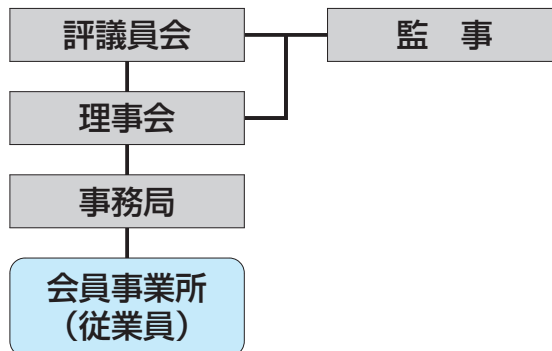 評議員会
監　事
理事会
事務局
会員事業所
（従業員）